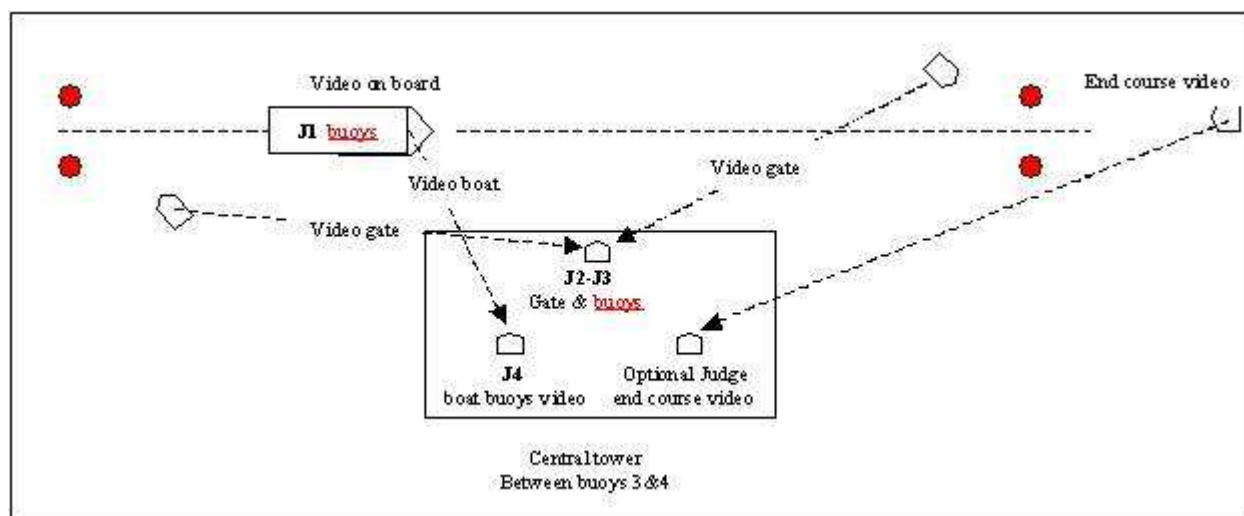 Video on board
End course video
J1 buoys
Video gate
Video boat
Video gate
J2-J3
Gate & buoys
J4
boat buoys video
Optional Judge
end course video
Central tower
Between buoys 3 &4